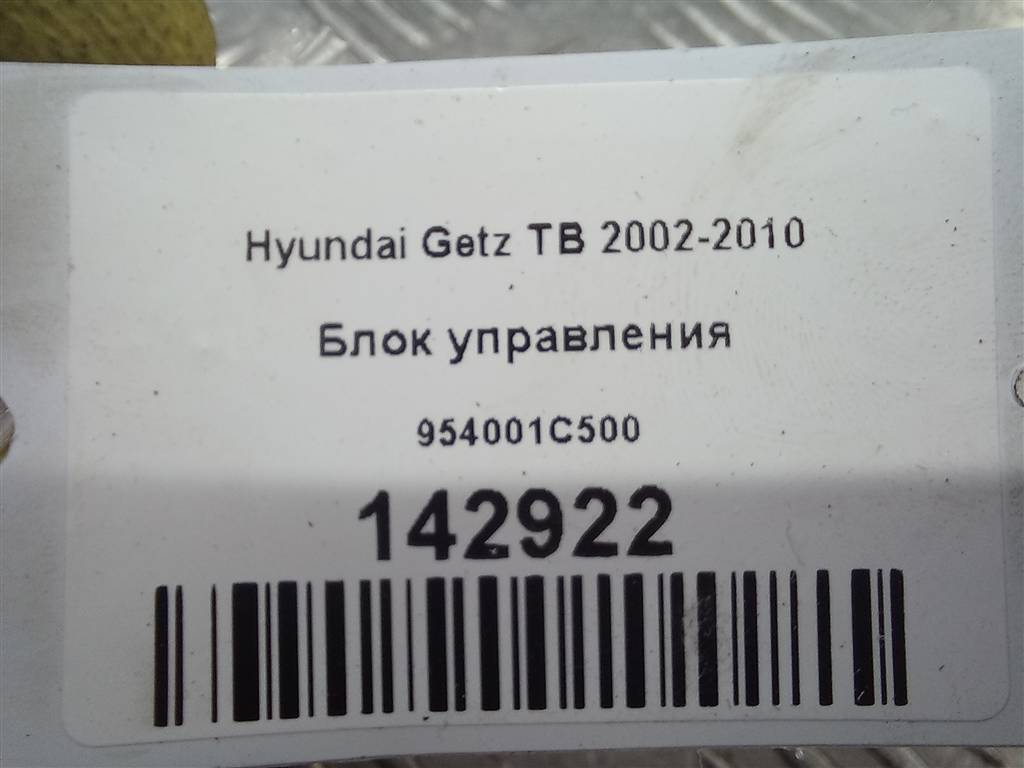 Hyundai Getz TB 2002-2010
Блок управления
954001C500
142922